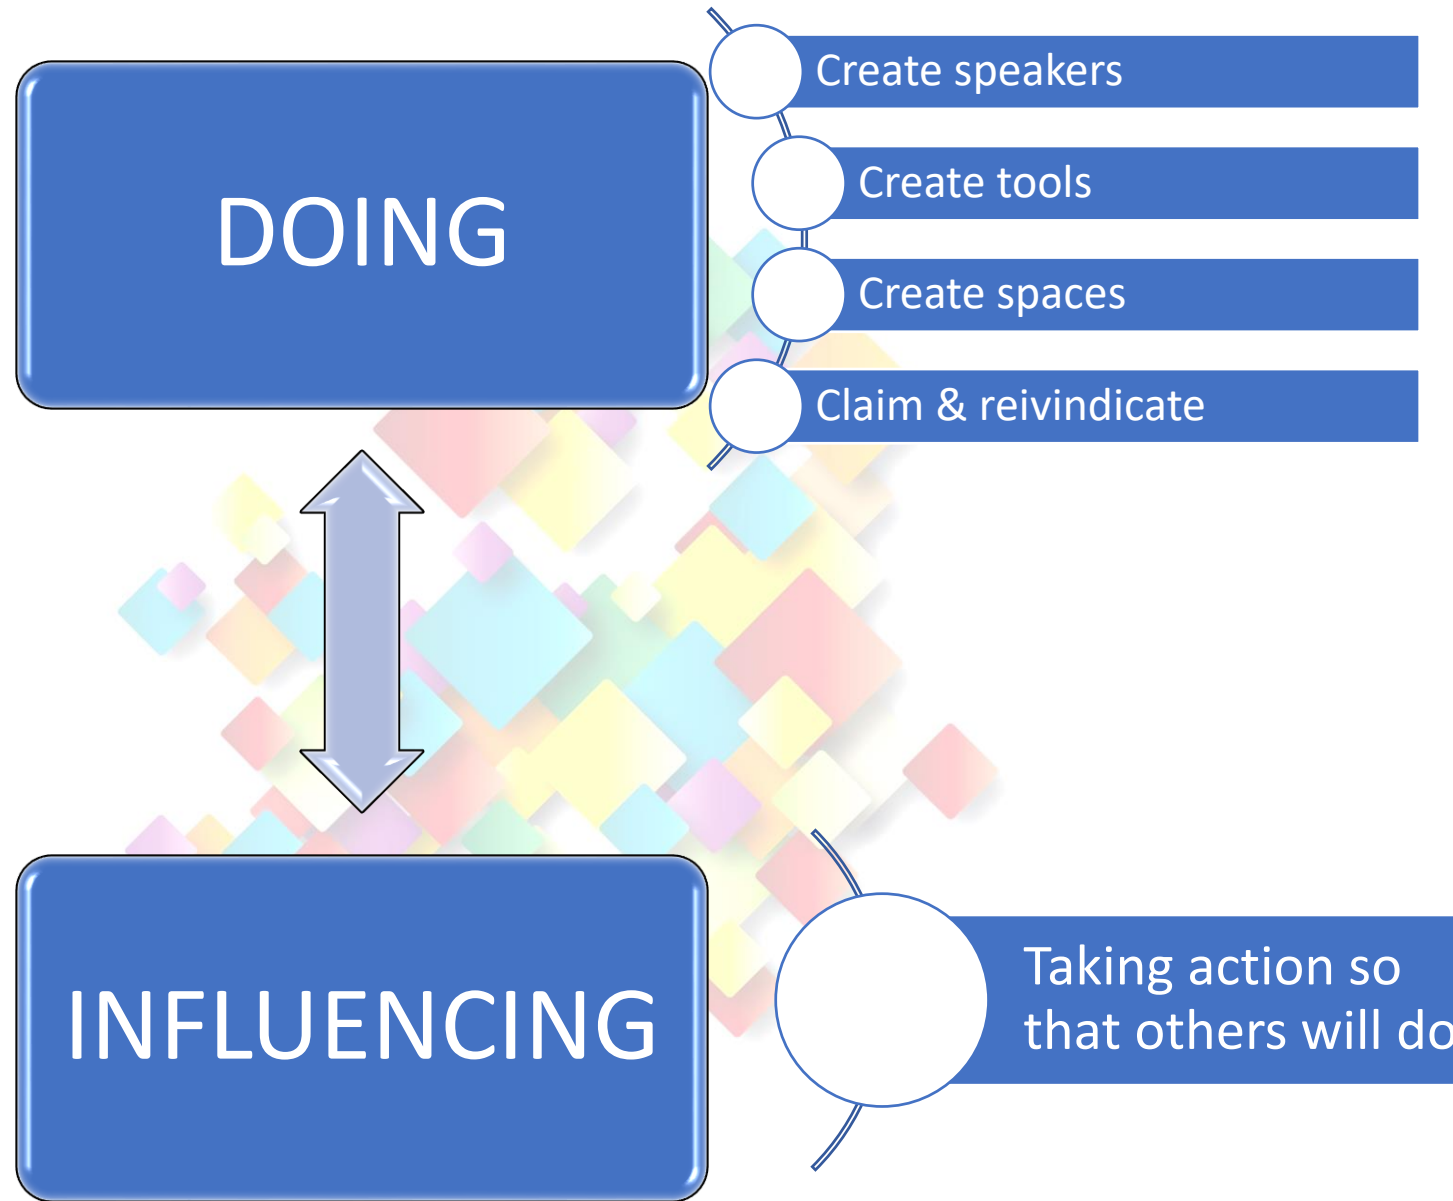 DOING
Create speakers
Create tools
Create spaces
Claim & reivindicate
INFLUENCING
Taking action so
that others will do